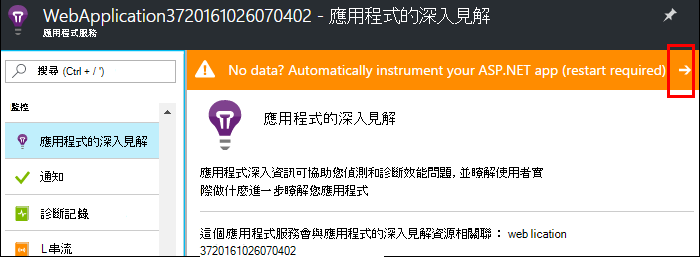 WebApplication3720161026070402 - 應用程式的深入見解
應用程式服務
搜尋 (Ctrl + / ")
No data? Automatically instrument your ASP.NET app (restart required)
監控
應用程式的深入見解
應用程式的深入見解
通知
應用程式深入資訊可協助您偵測和診斷效能問題, 並瞭解使用者實
際做什麼進一步瞭解您應用程式
診斷記錄
這個應用程式服務會與應用程式的深入見解資源相關聯： web lication
3720161026070402
L串流